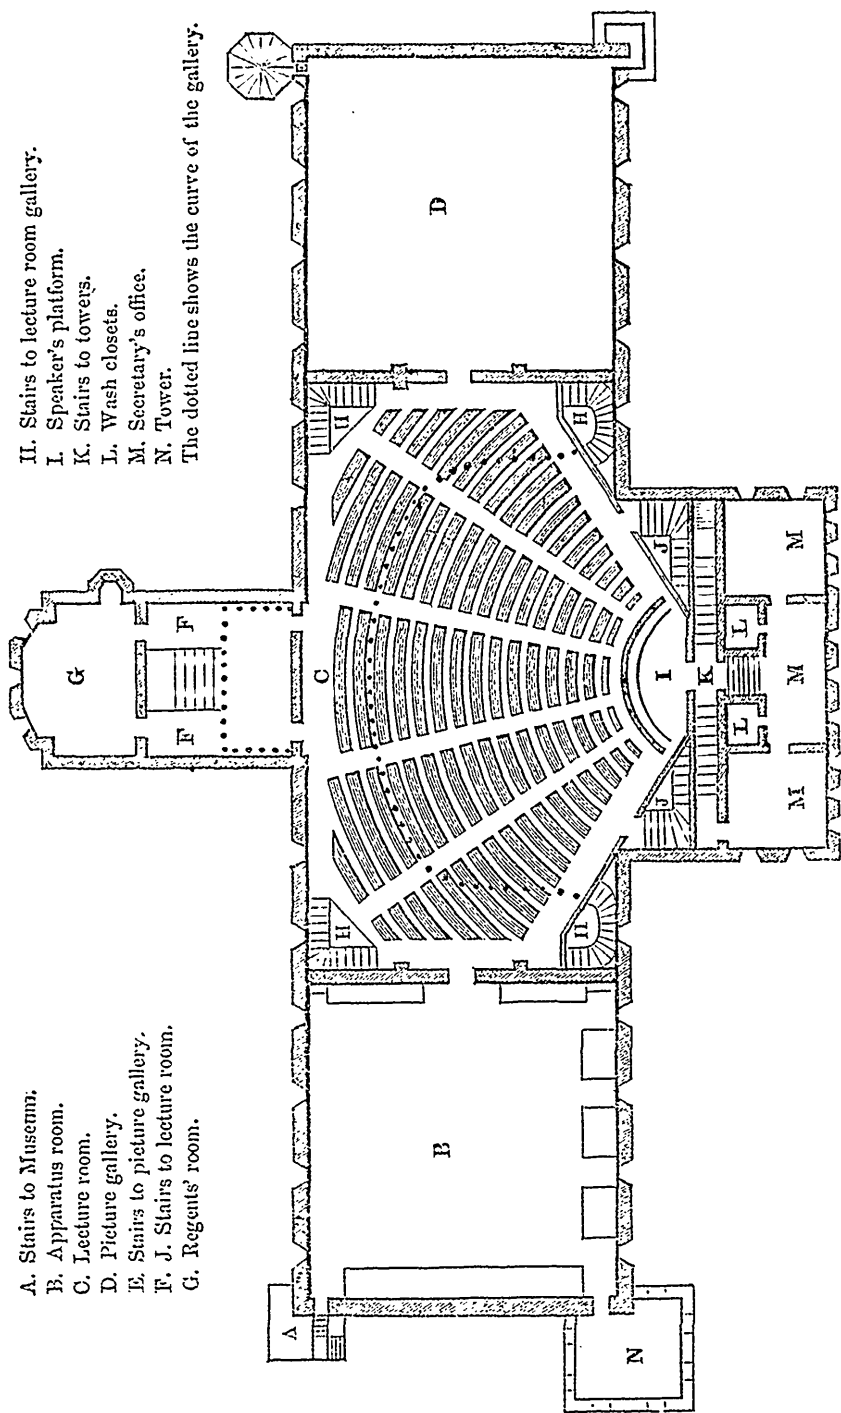 A. Stairs to Museum.
B. Apparatus room.
C. Lecture room.
D. Picture gallery.
E. Stairs to picture gallery.
F. J. Stairs to lecture room.
G. Regents' room.
H. Stairs to lecture room gallery.
I. Speaker's platform.
K. Stairs to towers.
L. Wash closets.
M. Secretary's office.
N. Tower.
The dotted line shows the curve of the gallery.
G
F
F
A
H
C
H
E
B
D
H
H
J
I
J
K
N
L
L
M
M
M